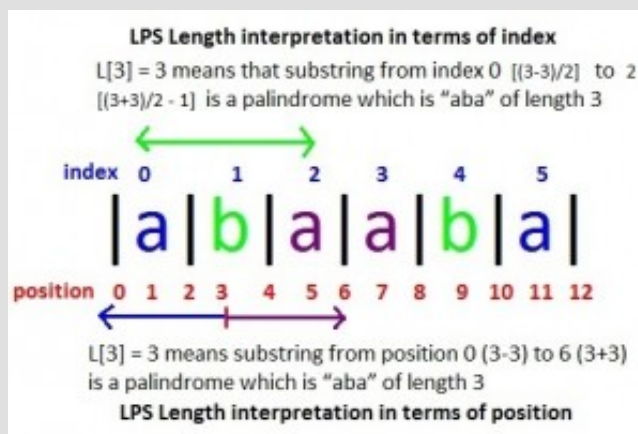 LPS Length interpretation in terms of index
L[3] = 3 means that substring from index 0 [(3-3)/2] to 2
[(3+3)/2 - 1] is a palindrome which is "aba" of length 3
index 0 1 2 3 4 5
|a|b|a|a|b|a|
position 0 1 2 3 4 5 6 7 8 9 10 11 12
L[3] = 3 means substring from position 0 (3-3) to 6 (3+3)
is a palindrome which is "aba" of length 3
LPS Length interpretation in terms of position